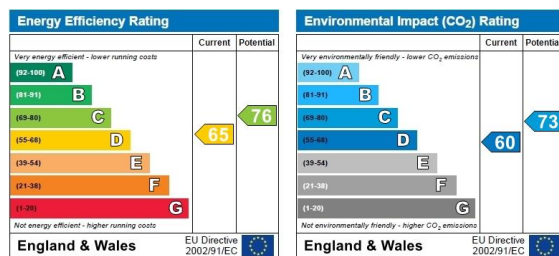 Energy Efficiency Rating
Current Potential
Very energy efficient - lower running costs
(92-100) A
(81-91) B
(69-80) C
(55-68) D
(39-54) E
(21-38) F
(1-20) G
65
76
Not energy efficient - higher running costs
England & Wales
EU Directive
2002/91/EC
Environmental Impact (CO₂) Rating
Current Potential
Very environmentally friendly - lower CO₂ emissions
(92-100) A
(81-91) B
(69-80) C
(55-68) D
(39-54) E
(21-38) F
(1-20) G
60
73
Not environmentally friendly - higher CO₂ emissions
England & Wales
EU Directive
2002/91/EC